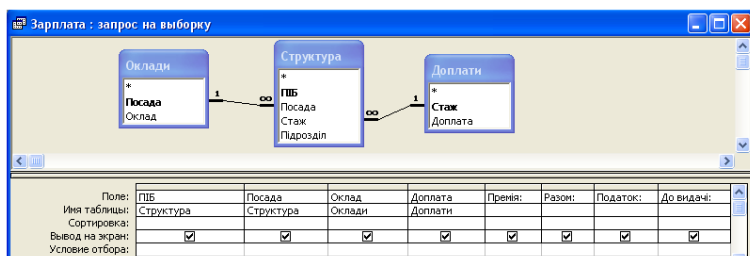 Зарплата : запрос на выборку
Оклади
*
Посада
Оклад
1
∞
Структура
*
ПІБ
Посада
Стаж
Підрозділ
∞
1
Доплати
*
Стаж
Доплата
Поле: ПІБ Посада Оклад Доплата Премія: Разом: Податок: До видачі:
Имя таблицы: Структура Структура Оклади Доплати
Сортировка:
Вывод на экран:
Условие отбора: